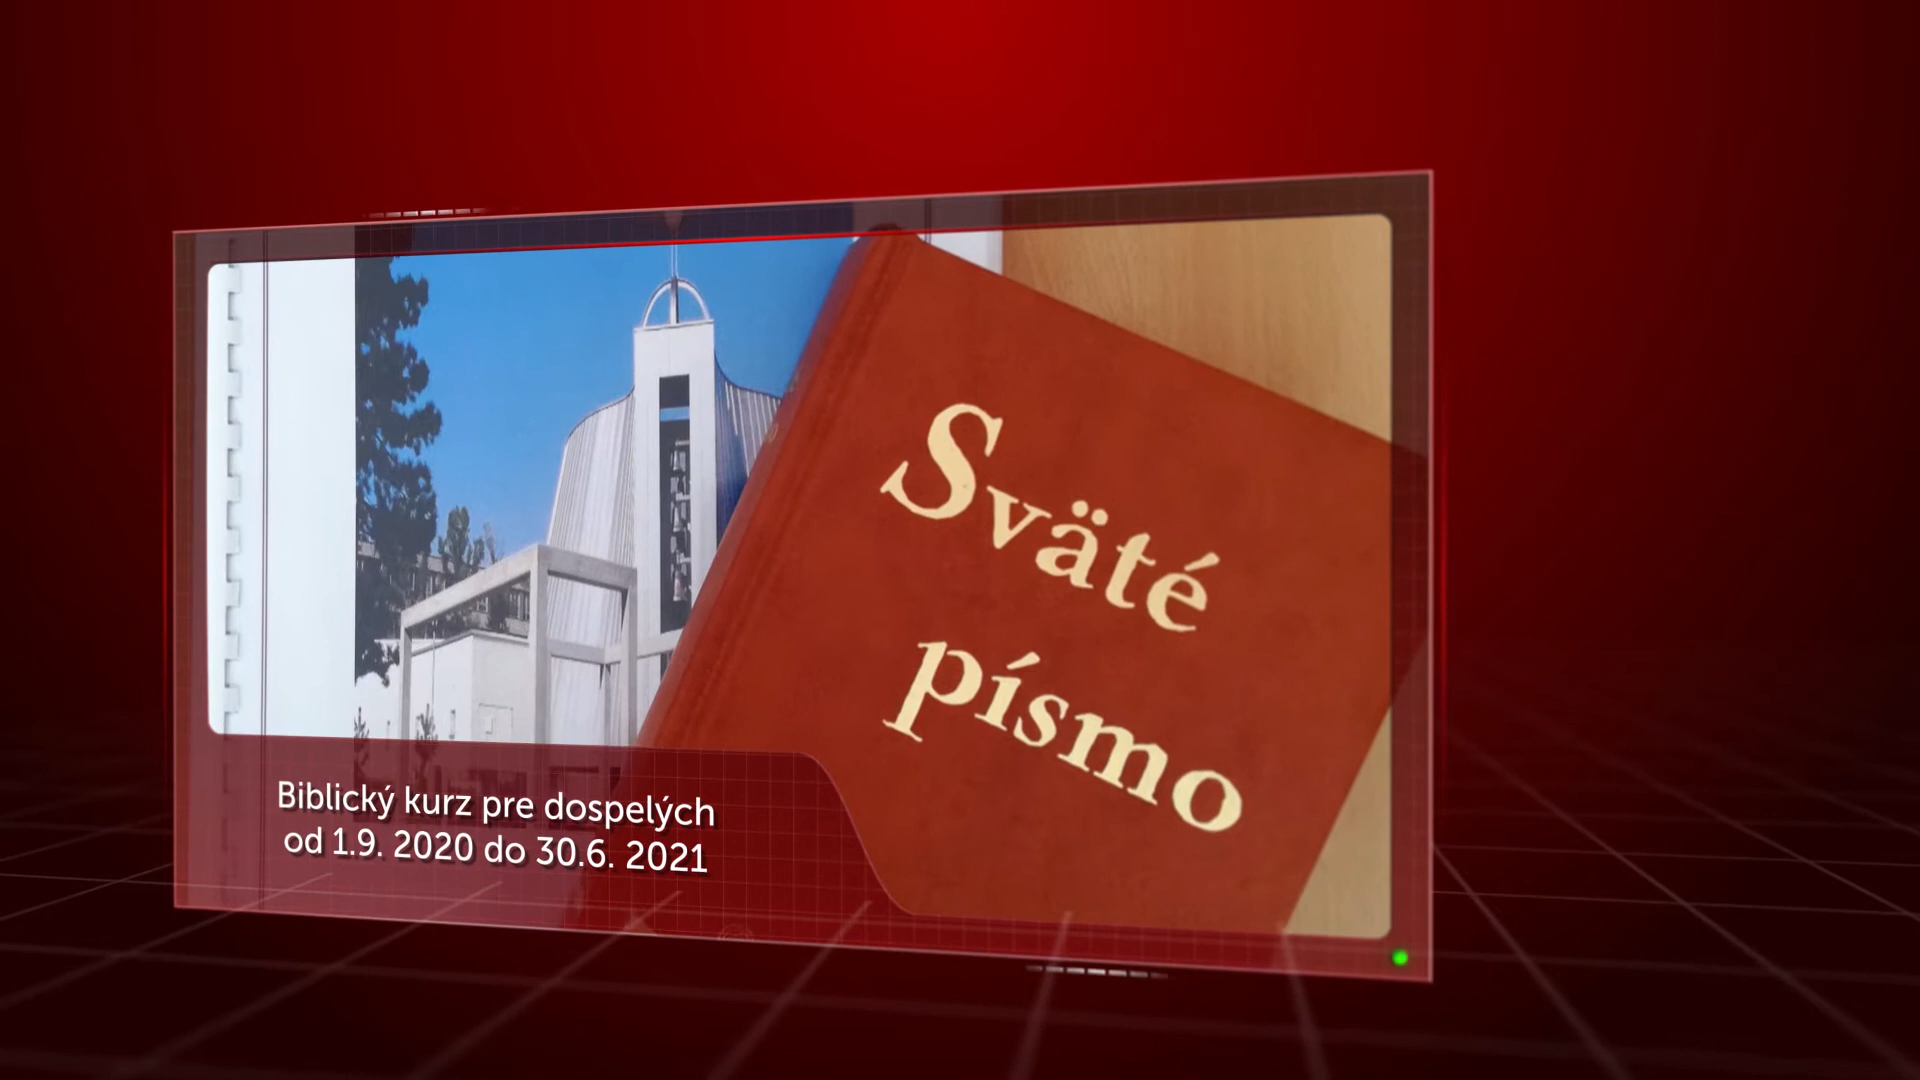 Sväté
písmo
Biblický kurz pre dospelých
od 1.9. 2020 do 30.6. 2021